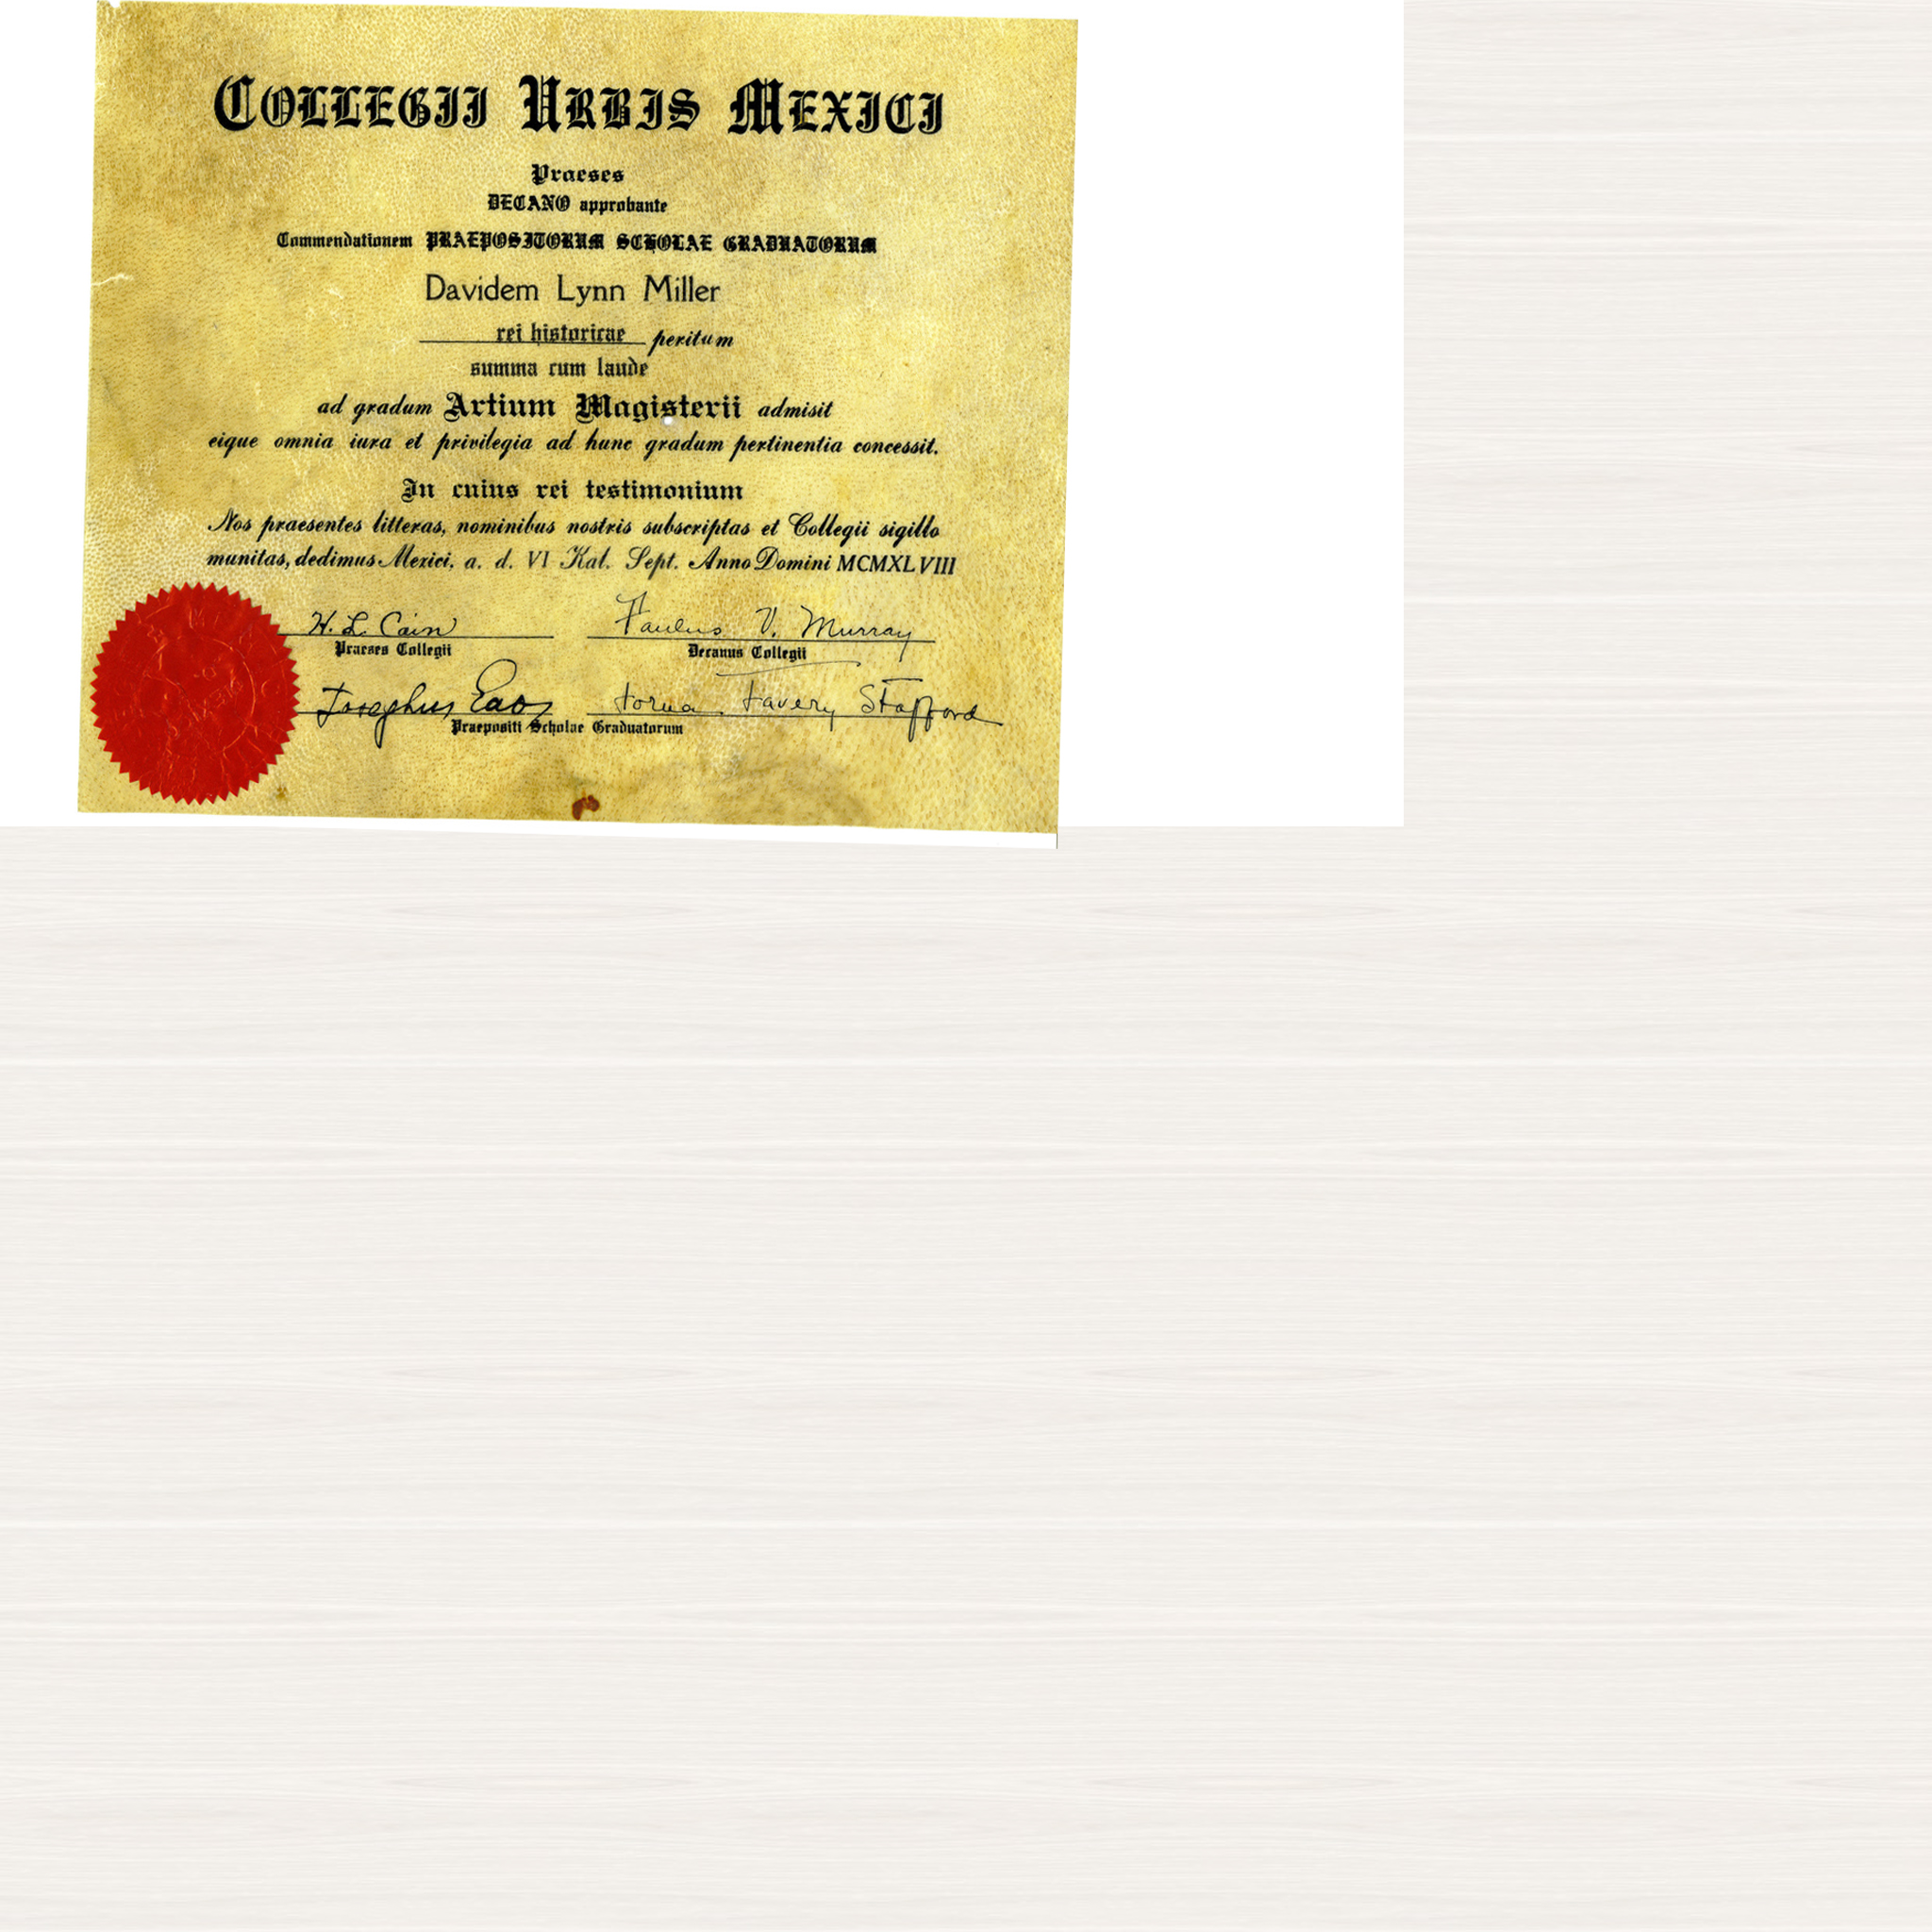 Collegii Urbis Mexici
Praeses
DECANO approbante
Commendationem PRAEPOSITORUM SCHOLAE GRADUATORUM
Davidem Lynn Miller
rei historicae peritum
summa cum laude
ad gradum Artium Magisterii admisit
eique omnia iura et privilegia ad hunc gradum pertinentia concessit.
In cuius rei testimonium
Nos praesentes litteras, nominibus nostris subscriptas et Collegii sigillo
munitas, dedimus Mexici, a. d. VI Kal. Sept. Anno Domini MCMXLVIII
H. L. Cain Paulus V. Murray
Praeses Collegii Decanus Collegii
Josephus Stafford
Praepositi Scholae Graduatorum